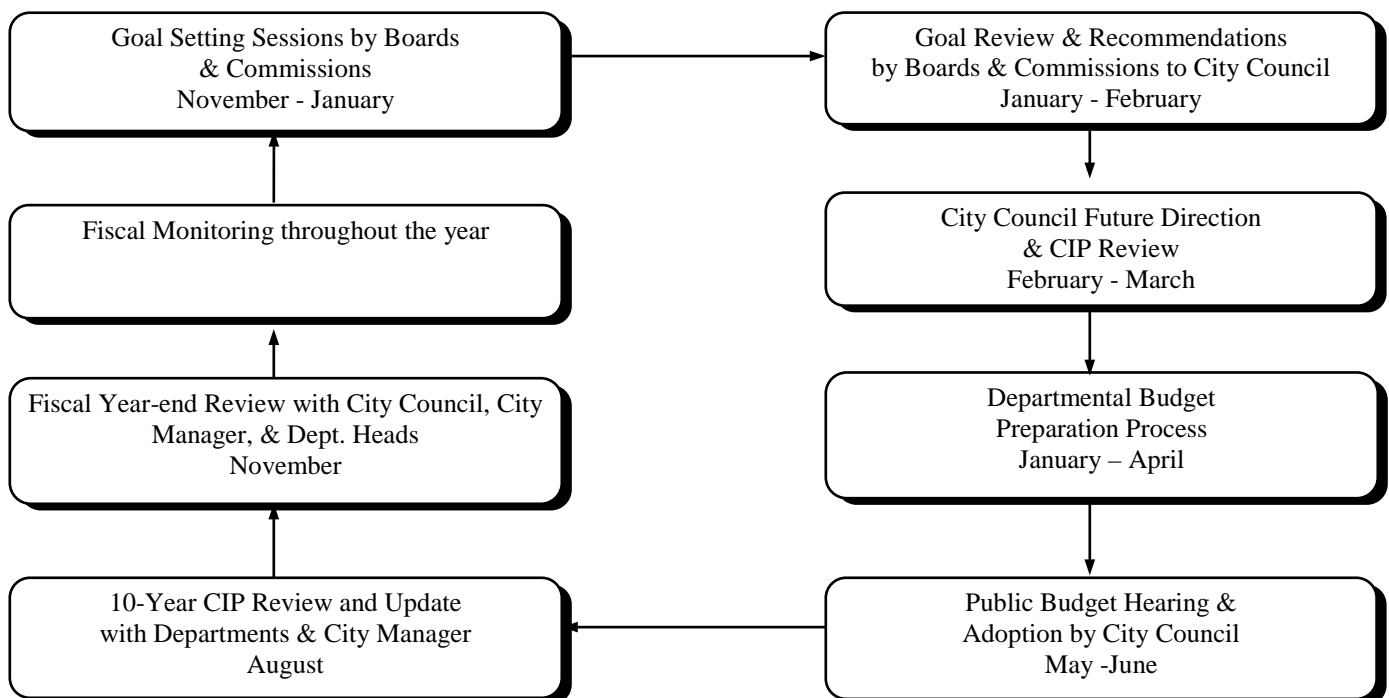 Goal Setting Sessions by Boards
& Commissions
November - January
Goal Review & Recommendations
by Boards & Commissions to City Council
January - February
Fiscal Monitoring throughout the year
City Council Future Direction
& CIP Review
February - March
Fiscal Year-end Review with City Council, City
Manager, & Dept. Heads
November
Departmental Budget
Preparation Process
January – April
10-Year CIP Review and Update
with Departments & City Manager
August
Public Budget Hearing &
Adoption by City Council
May -June